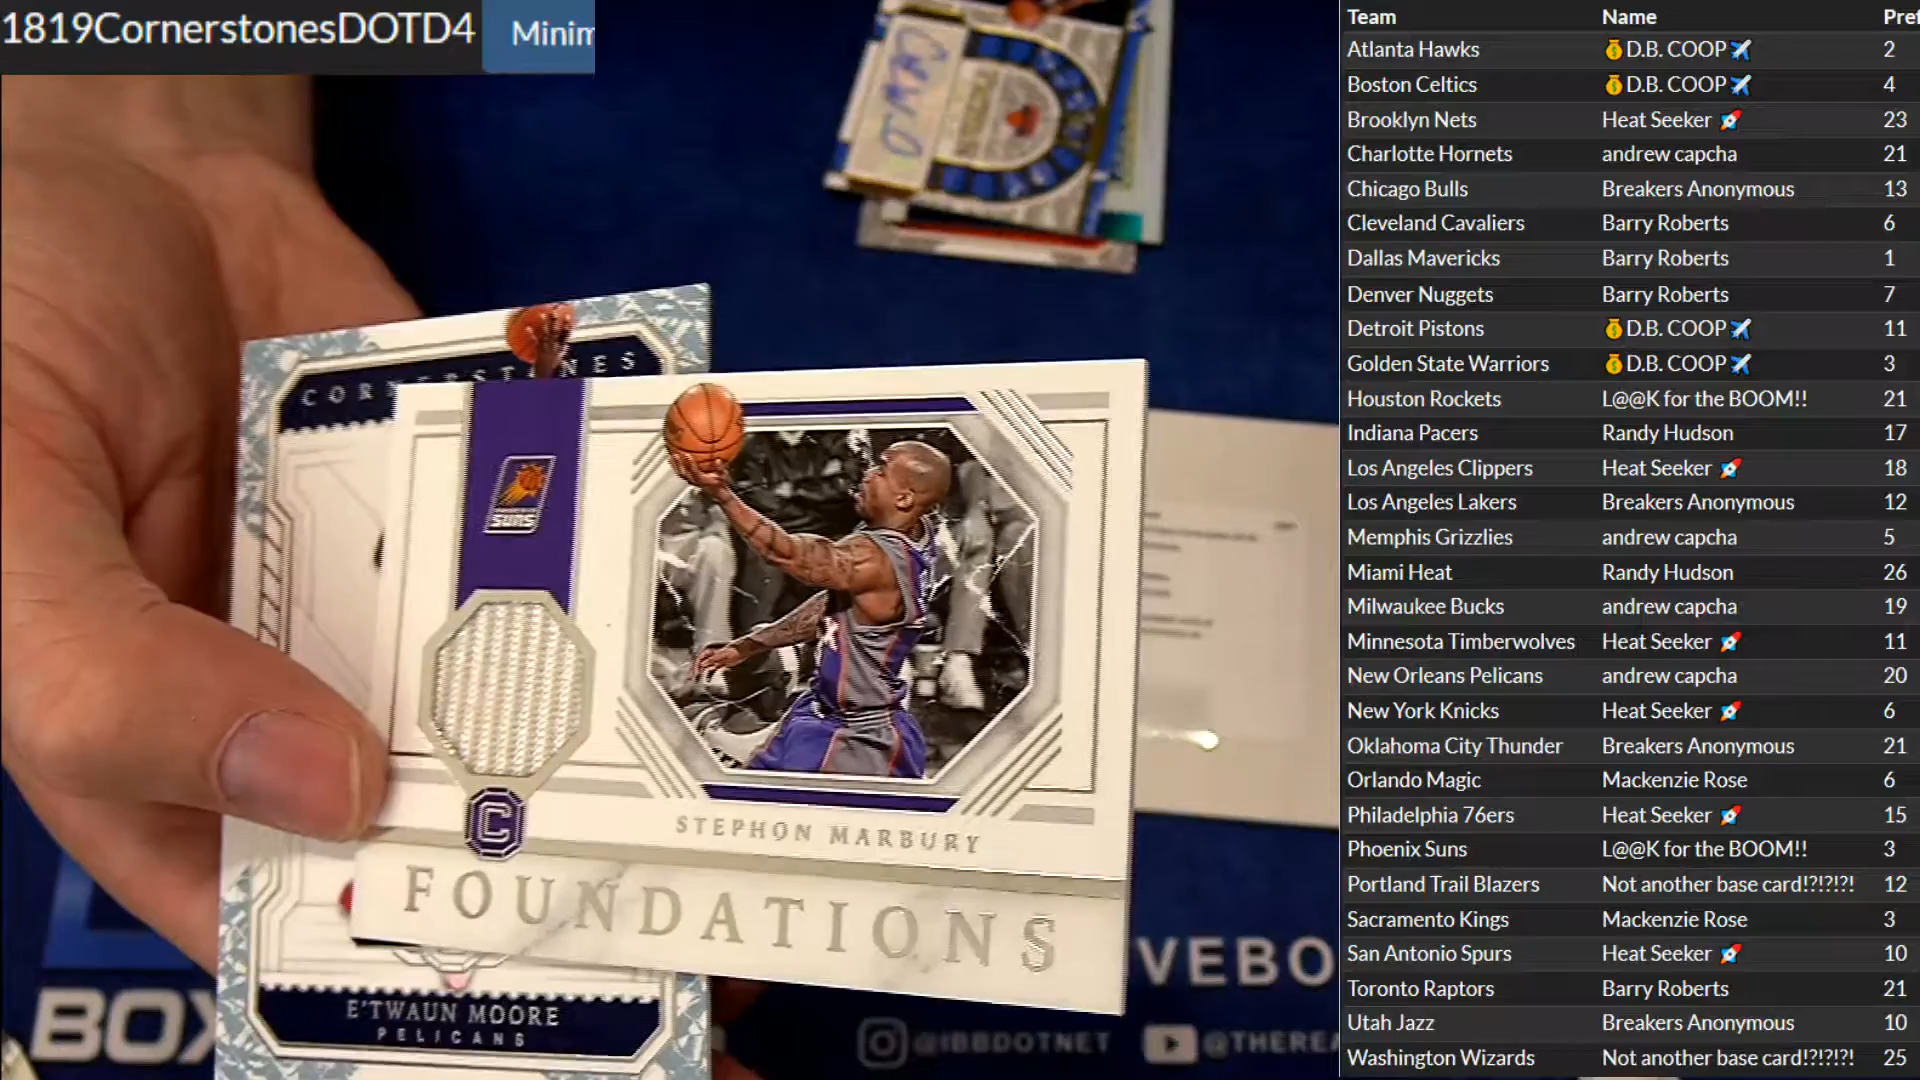 1819CornerstonesDOTD4
Minim
CORNERSTONES
SUNS
C
STEPHON MARBURY
FOUNDATIONS
E'TWAUN MOORE
PELICANS
BOX
VEBO
@IBBDOTNET
@THEREA
Team Name Pref
Atlanta Hawks 💰D.B. COOP✈️ 2
Boston Celtics 💰D.B. COOP✈️ 4
Brooklyn Nets Heat Seeker 🚀 23
Charlotte Hornets andrew capcha 21
Chicago Bulls Breakers Anonymous 13
Cleveland Cavaliers Barry Roberts 6
Dallas Mavericks Barry Roberts 1
Denver Nuggets Barry Roberts 7
Detroit Pistons 💰D.B. COOP✈️ 11
Golden State Warriors 💰D.B. COOP✈️ 3
Houston Rockets L@@K for the BOOM!! 21
Indiana Pacers Randy Hudson 17
Los Angeles Clippers Heat Seeker 🚀 18
Los Angeles Lakers Breakers Anonymous 12
Memphis Grizzlies andrew capcha 5
Miami Heat Randy Hudson 26
Milwaukee Bucks andrew capcha 19
Minnesota Timberwolves Heat Seeker 🚀 11
New Orleans Pelicans andrew capcha 20
New York Knicks Heat Seeker 🚀 6
Oklahoma City Thunder Breakers Anonymous 21
Orlando Magic Mackenzie Rose 6
Philadelphia 76ers Heat Seeker 🚀 15
Phoenix Suns L@@K for the BOOM!! 3
Portland Trail Blazers Not another base card!?!?!?! 12
Sacramento Kings Mackenzie Rose 3
San Antonio Spurs Heat Seeker 🚀 10
Toronto Raptors Barry Roberts 21
Utah Jazz Breakers Anonymous 10
Washington Wizards Not another base card!?!?!?! 25